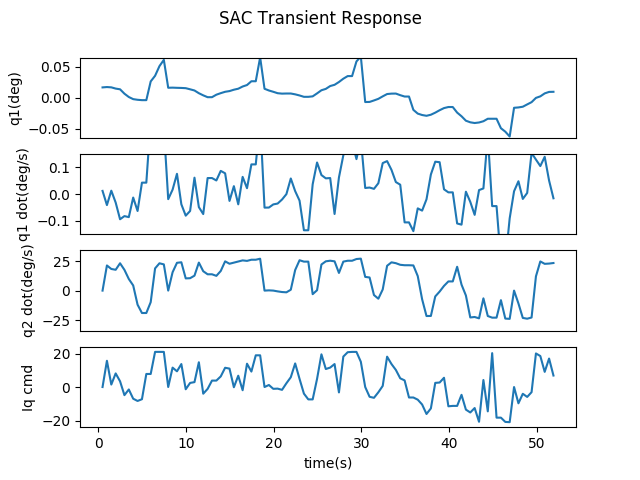 SAC Transient Response
q1(deg)
0.05
0.00
−0.05
q1 dot(deg/s)
0.1
0.0
−0.1
q2 dot(deg/s)
25
0
−25
Iq cmd
20
0
−20
0 10 20 30 40 50
time(s)